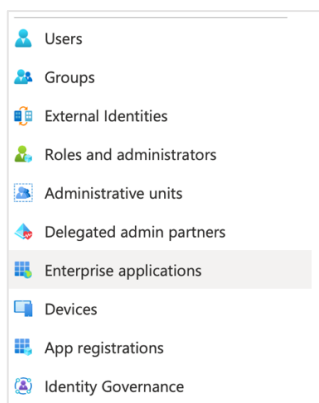 Users
Groups
External Identities
Roles and administrators
Administrative units
Delegated admin partners
Enterprise applications
Devices
App registrations
Identity Governance